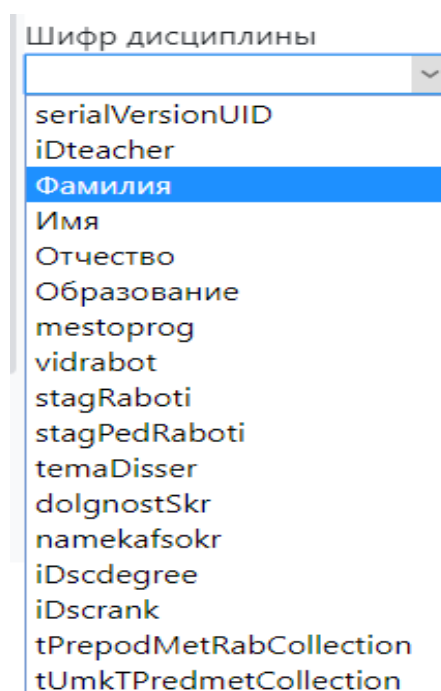 Шифр дисциплины
serialVersionUID
iDteacher
Фамилия
Имя
Отчество
Образование
mestoprog
vidrabot
stagRaboti
stagPedRaboti
temaDisser
dolgnostSkr
namekafsokr
iDscdegree
iDscrank
tPrepodMetRabCollection
tUmkTPredmetCollection